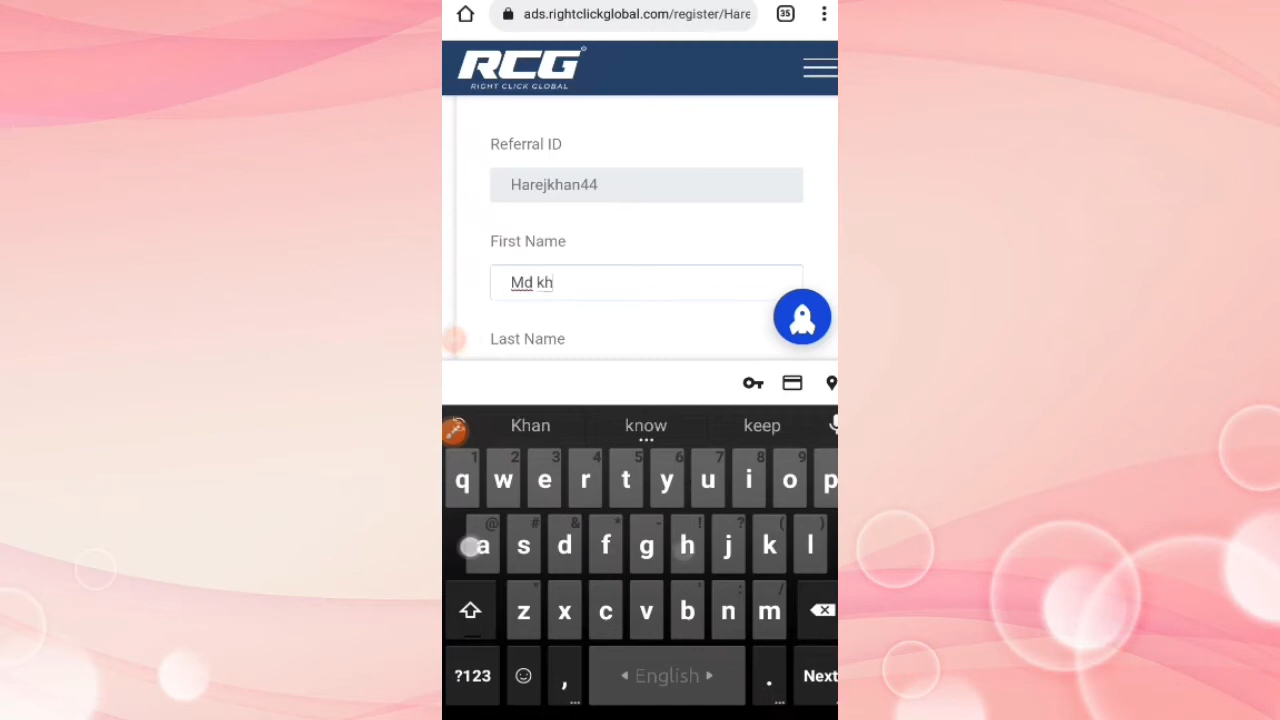 ads.rightclickglobal.com/register/Hare
35
RCG
RIGHT CLICK GLOBAL
Referral ID
Harejkhan44
First Name
Md kh
Last Name
Khan know keep
1 2 3 4 5 6 7 8 9
q w e r t y u i o p
@ # & * - ! ? ( )
a s d f g h j k l
" ' : /
z x c v b n m
?123 , English . Next